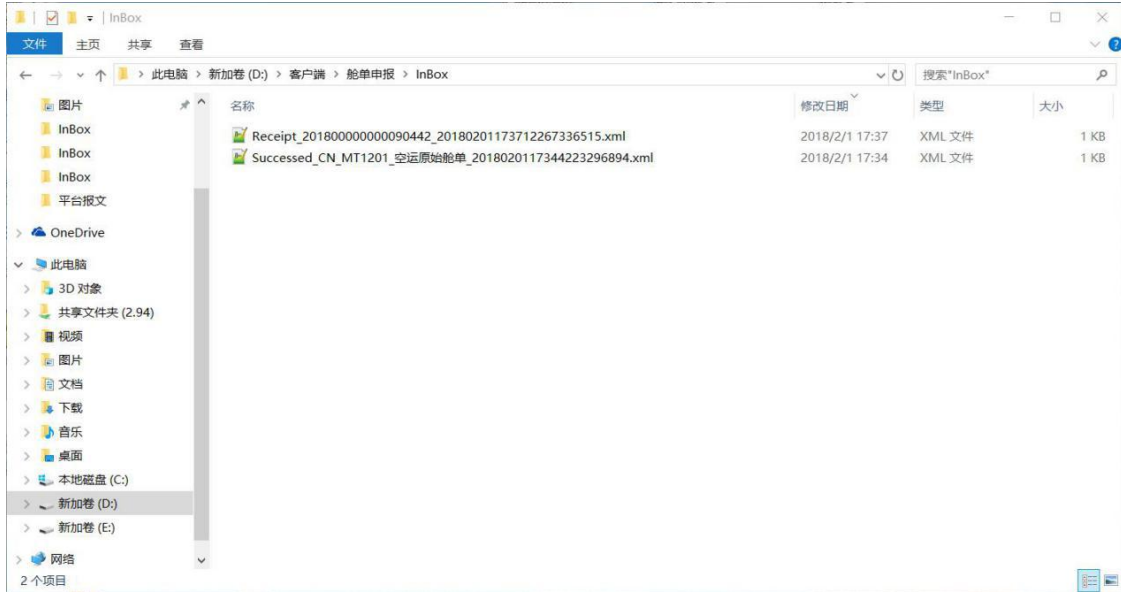 InBox
文件 主页 共享 查看
此电脑 > 新加卷 (D:) > 客户端 > 舱单申报 > InBox 搜索"InBox"
图片
InBox
InBox
InBox
平台报文
OneDrive
此电脑
3D 对象
共享文件夹 (2.94)
视频
图片
文档
下载
音乐
桌面
本地磁盘 (C:)
新加卷 (D:)
新加卷 (E:)
网络
名称 修改日期 类型 大小
Receipt_201800000000090442_20180201173712267336515.xml 2018/2/1 17:37 XML 文件 1 KB
Successed_CN_MT1201_空运原始舱单_2018020117344223296894.xml 2018/2/1 17:34 XML 文件 1 KB
2 个项目